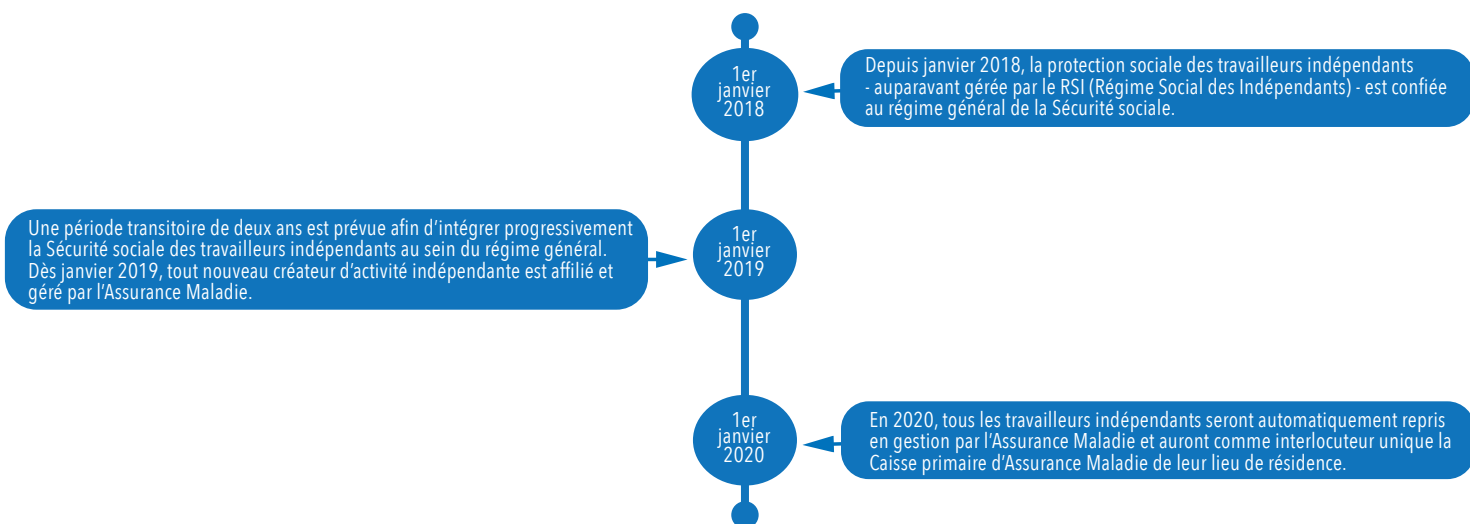 1er
janvier
2018
Depuis janvier 2018, la protection sociale des travailleurs indépendants
- auparavant gérée par le RSI (Régime Social des Indépendants) - est confiée
au régime général de la Sécurité sociale.
Une période transitoire de deux ans est prévue afin d’intégrer progressivement
la Sécurité sociale des travailleurs indépendants au sein du régime général.
Dès janvier 2019, tout nouveau créateur d’activité indépendante est affilié et
géré par l’Assurance Maladie.
1er
janvier
2019
1er
janvier
2020
En 2020, tous les travailleurs indépendants seront automatiquement repris
en gestion par l’Assurance Maladie et auront comme interlocuteur unique la
Caisse primaire d’Assurance Maladie de leur lieu de résidence.